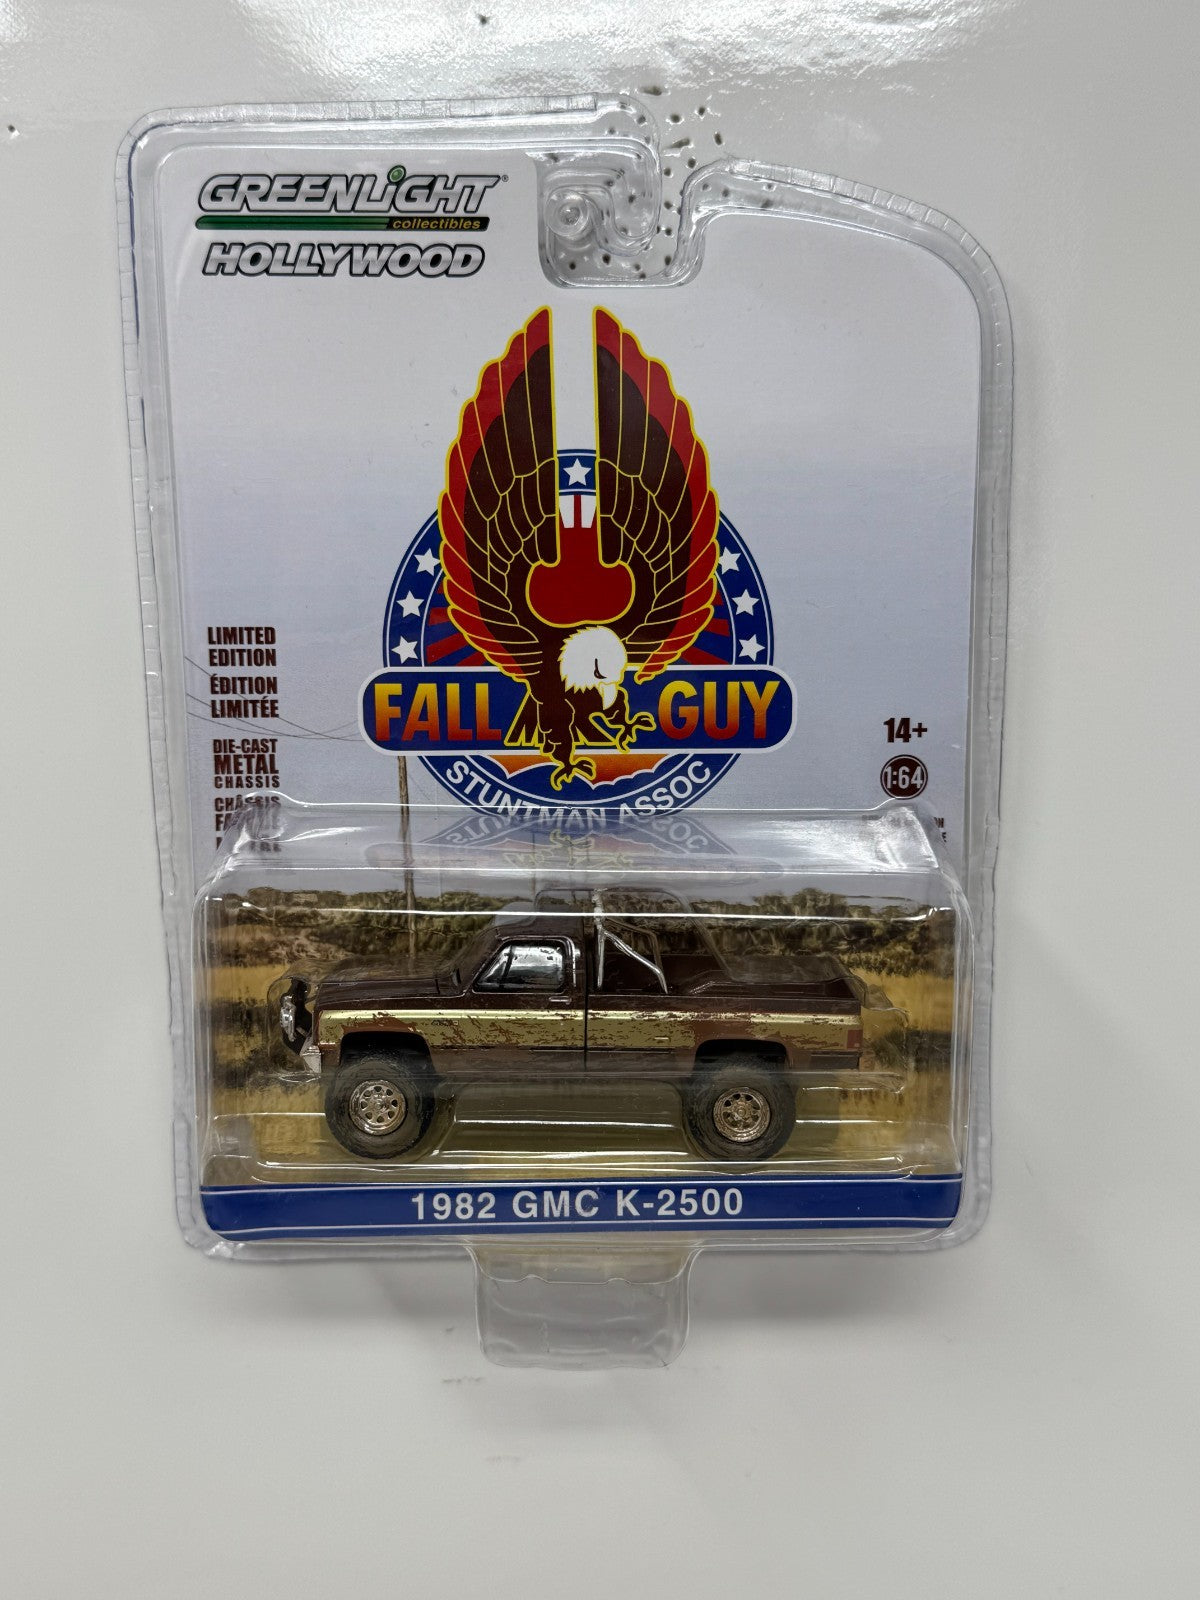 GREENLiGHT®
collectibles
HOLLYWOOD
LIMITED
EDITION
ÉDITION
LIMITÉE
DIE-CAST
METAL
CHASSIS
CHÂSSIS
FALL GUY
STUNTMAN ASSOC
14+
1:64
1982 GMC K-2500